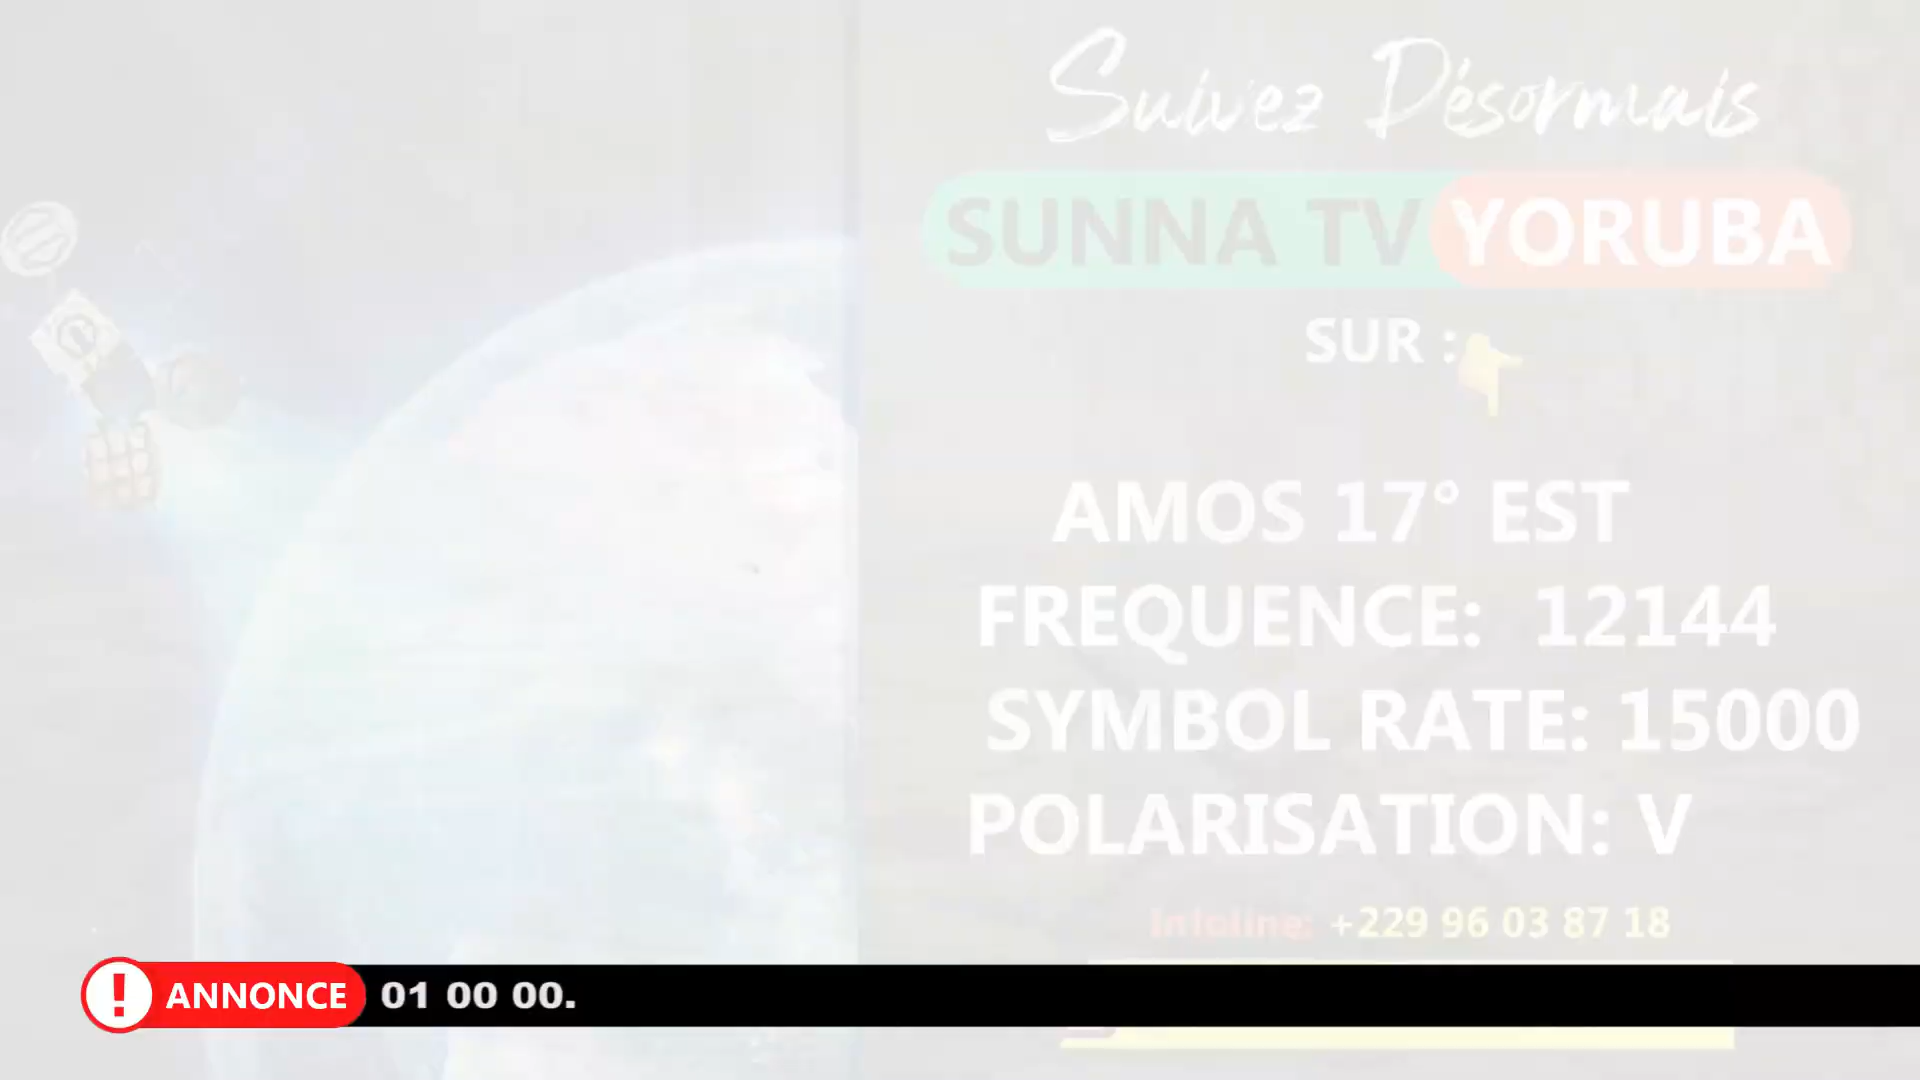 Suivez Désormais
SUNNA TV YORUBA
SUR :
AMOS 17° EST
FREQUENCE: 12144
SYMBOL RATE: 15000
POLARISATION: V
Infoline: +229 96 03 87 18
! ANNONCE 01 00 00.